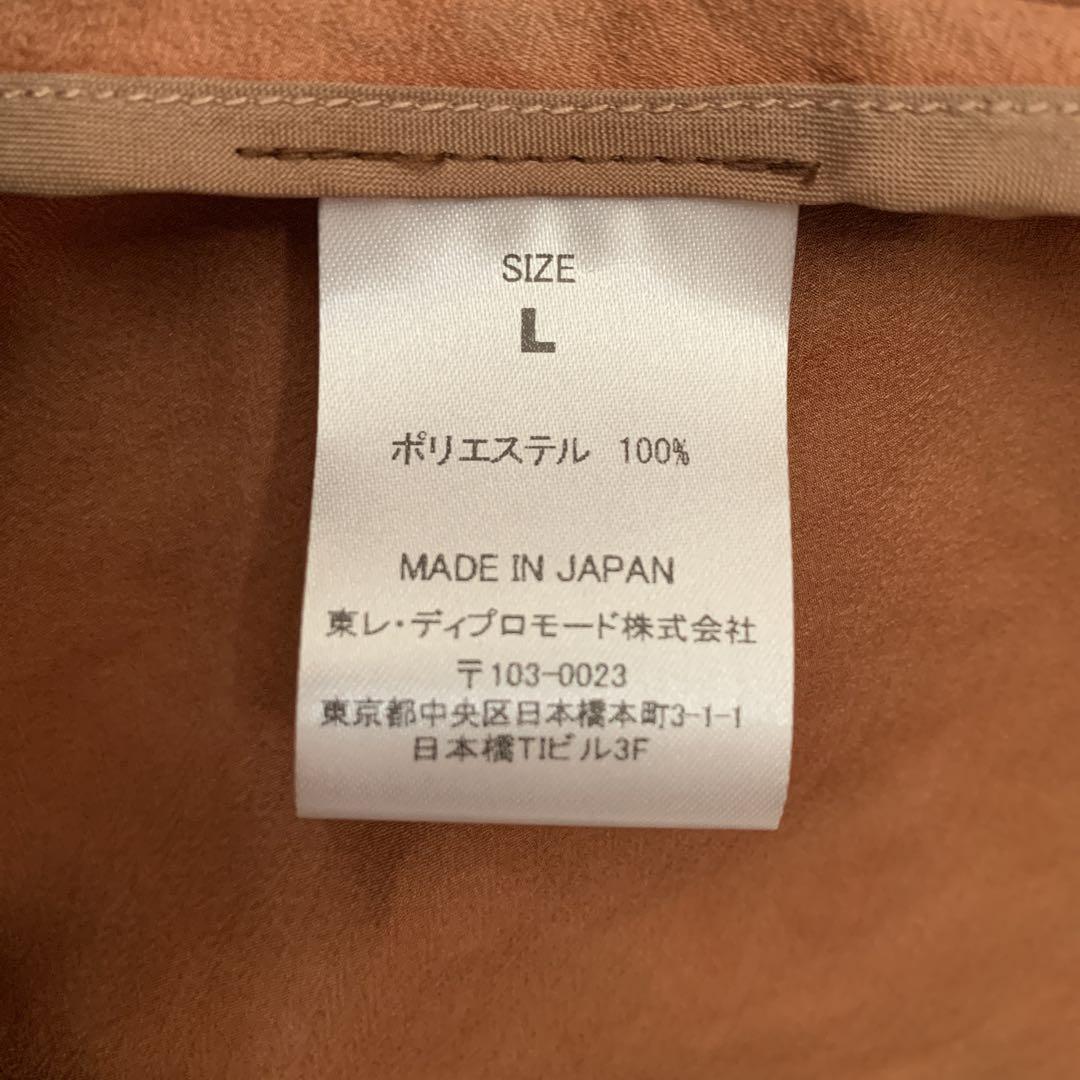 SIZE
L
ポリエステル 100%
MADE IN JAPAN
東レ・ディプロモード株式会社
〒103-0023
東京都中央区日本橋本町3-1-1
日本橋TIビル3F